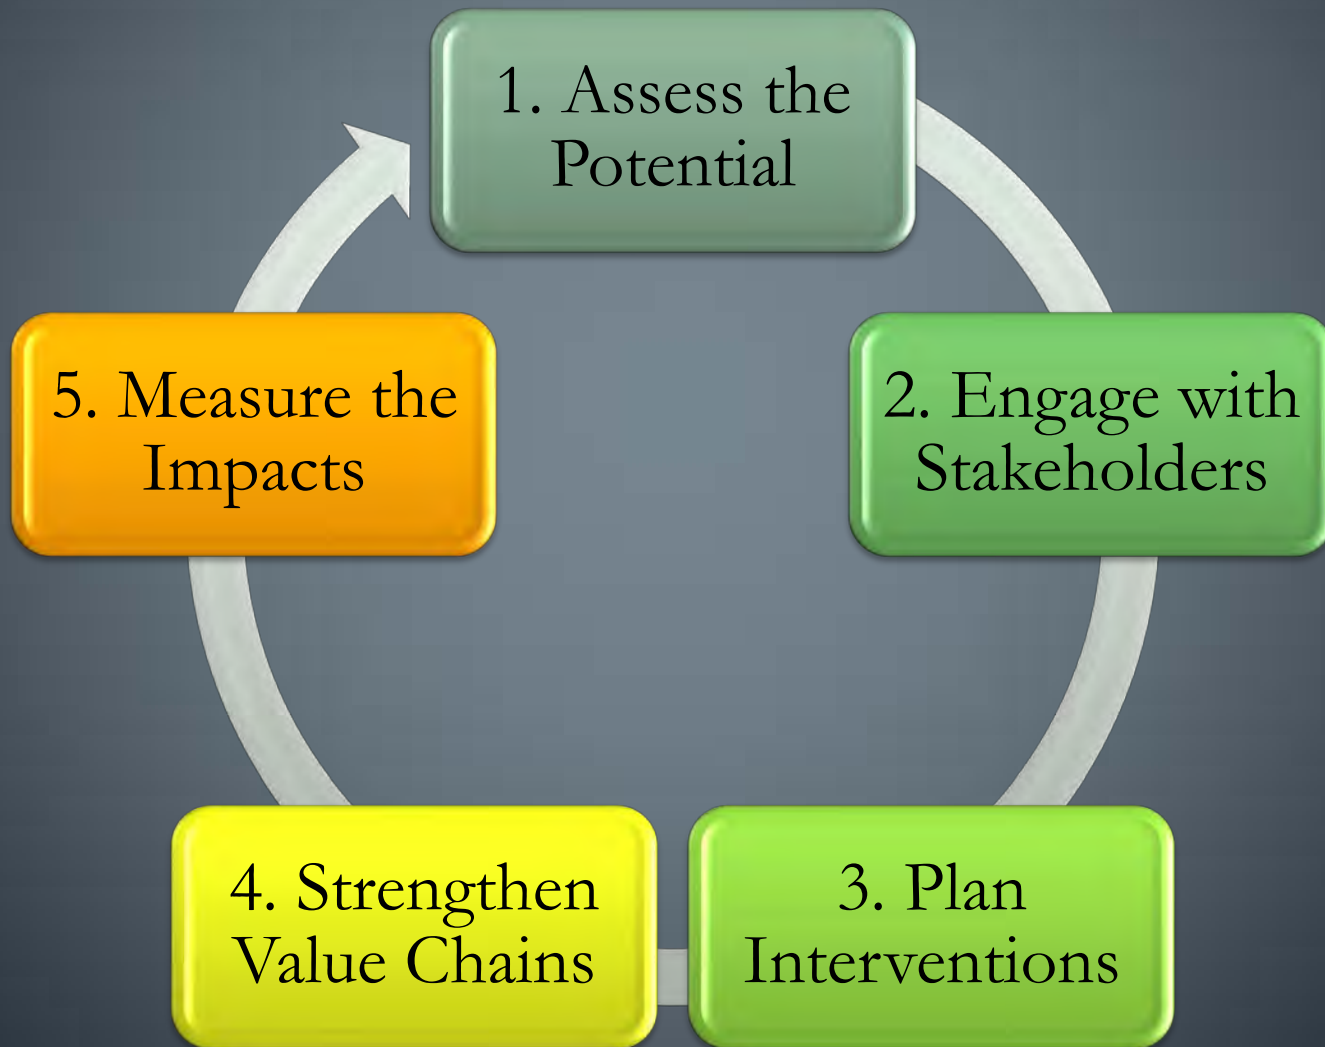 1. Assess the
Potential
2. Engage with
Stakeholders
3. Plan
Interventions
4. Strengthen
Value Chains
5. Measure the
Impacts